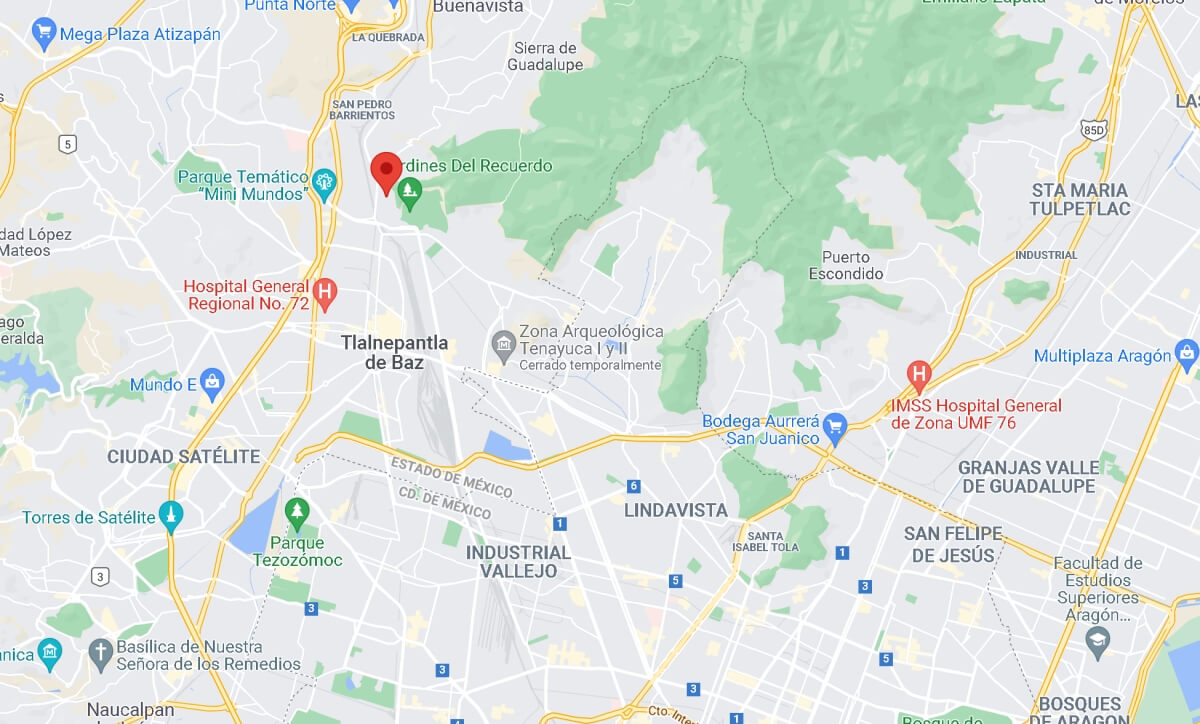 Punta Norte
Buenavista
Emiliano Zapata
de Morelos
Mega Plaza Atizapán
LA QUEBRADA
Sierra de
Guadalupe
SAN PEDRO
BARRIENTOS
LAS
85D
5
rdines Del Recuerdo
Parque Temático
“Mini Mundos”
STA MARIA
TULPETLAC
dad López
Mateos
INDUSTRIAL
Puerto
Escondido
Hospital General
Regional No. 72
H
ago
eralda
Tlalnepantla
de Baz
Zona Arqueológica
Tenayuca I y II
Cerrado temporalmente
Multiplaza Aragón
Mundo E
H
IMSS Hospital General
de Zona UMF 76
Bodega Aurrerá
San Juanico
CIUDAD SATÉLITE
ESTADO DE MÉXICO
CD. DE MÉXICO
GRANJAS VALLE
DE GUADALUPE
6
LINDAVISTA
Torres de Satélite
1
Parque
Tezozómoc
SANTA
ISABEL TOLA
SAN FELIPE
DE JESÚS
INDUSTRIAL
VALLEJO
1
Facultad de
Estudios
Superiores
Aragón...
3
5
3
3
Basílica de Nuestra
Señora de los Remedios
nica
3
5
3
Naucalpan
Cto. Inter
1
BOSQUES
DE ARAGON
Bosque de